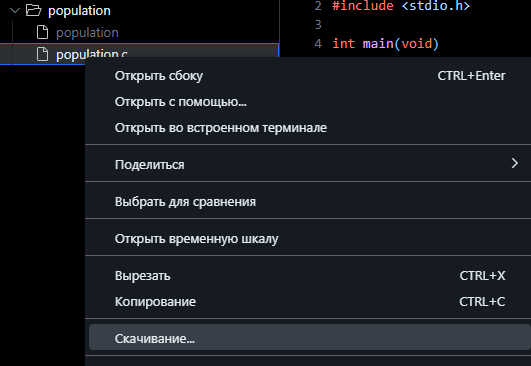 population
2 #include <stdio.h>
population
3
population.c
4 int main(void)
Открыть сбоку CTRL+Enter
Открыть с помощью...
Открыть во встроенном терминале
Поделиться
Выбрать для сравнения
Открыть временную шкалу
Вырезать CTRL+X
Копирование CTRL+C
Скачивание...